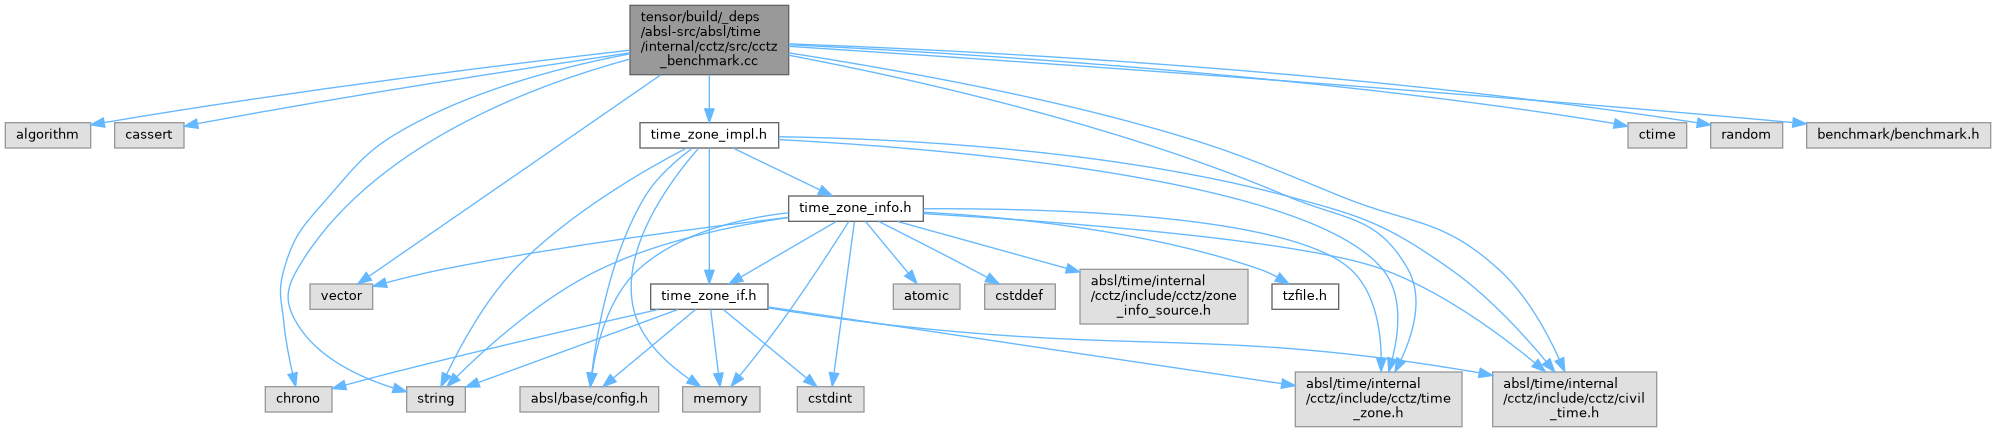 tensor/build/_deps
/absl-src/absl/time
/internal/cctz/src/cctz
_benchmark.cc
algorithm
cassert
time_zone_impl.h
ctime
random
benchmark/benchmark.h
time_zone_info.h
vector
time_zone_if.h
atomic
cstddef
absl/time/internal
/cctz/include/cctz/zone
_info_source.h
tzfile.h
chrono
string
absl/base/config.h
memory
cstdint
absl/time/internal
/cctz/include/cctz/time
_zone.h
absl/time/internal
/cctz/include/cctz/civil
_time.h